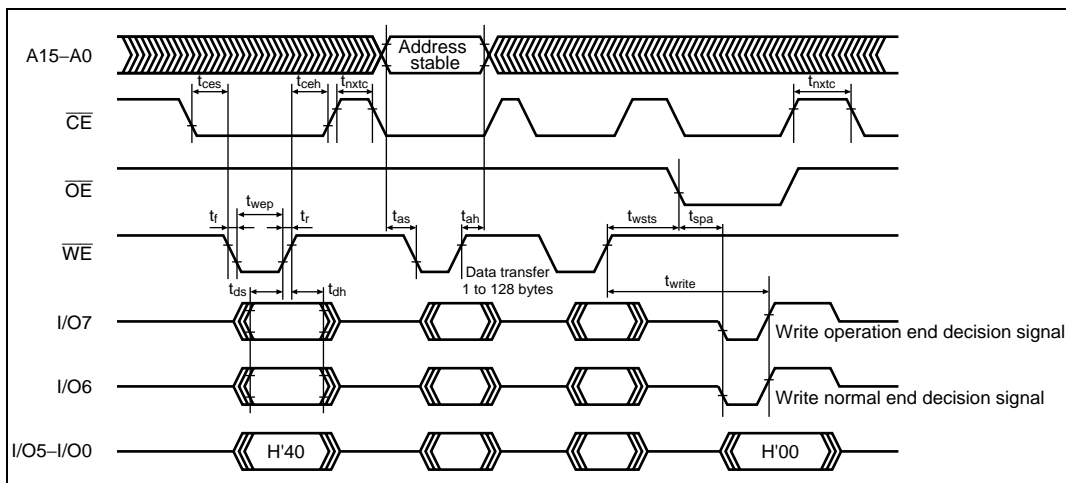 A15–A0
Address
stable
t_ces
t_ceh
t_nxtc
t_nxtc
CE
OE
t_wep
t_f
t_r
t_as
t_ah
t_wsts
t_spa
WE
Data transfer
1 to 128 bytes
t_write
t_ds
t_dh
I/O7
Write operation end decision signal
I/O6
Write normal end decision signal
I/O5–I/O0
H'40
H'00